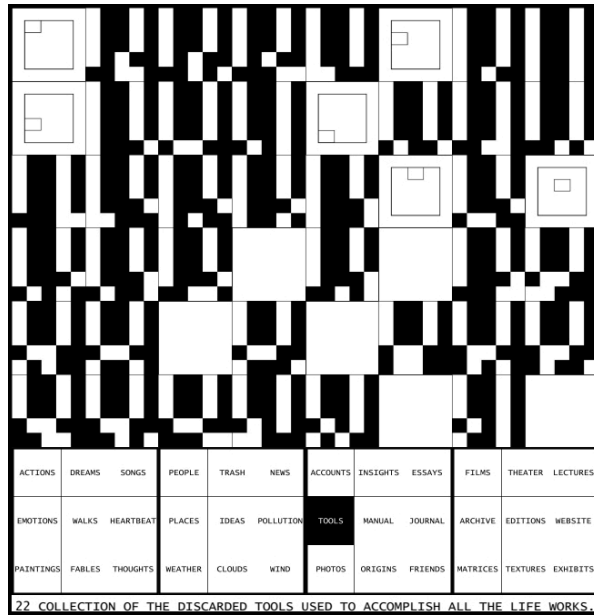 ACTIONS DREAMS SONGS PEOPLE TRASH NEWS ACCOUNTS INSIGHTS ESSAYS FILMS THEATER LECTURES
EMOTIONS WALKS HEARTBEAT PLACES IDEAS POLLUTION TOOLS MANUAL JOURNAL ARCHIVE EDITIONS WEBSITE
PAINTINGS FABLES THOUGHTS WEATHER CLOUDS WIND PHOTOS ORIGINS FRIENDS MATRICES TEXTURES EXHIBITS
22 COLLECTION OF THE DISCARDED TOOLS USED TO ACCOMPLISH ALL THE LIFE WORKS.